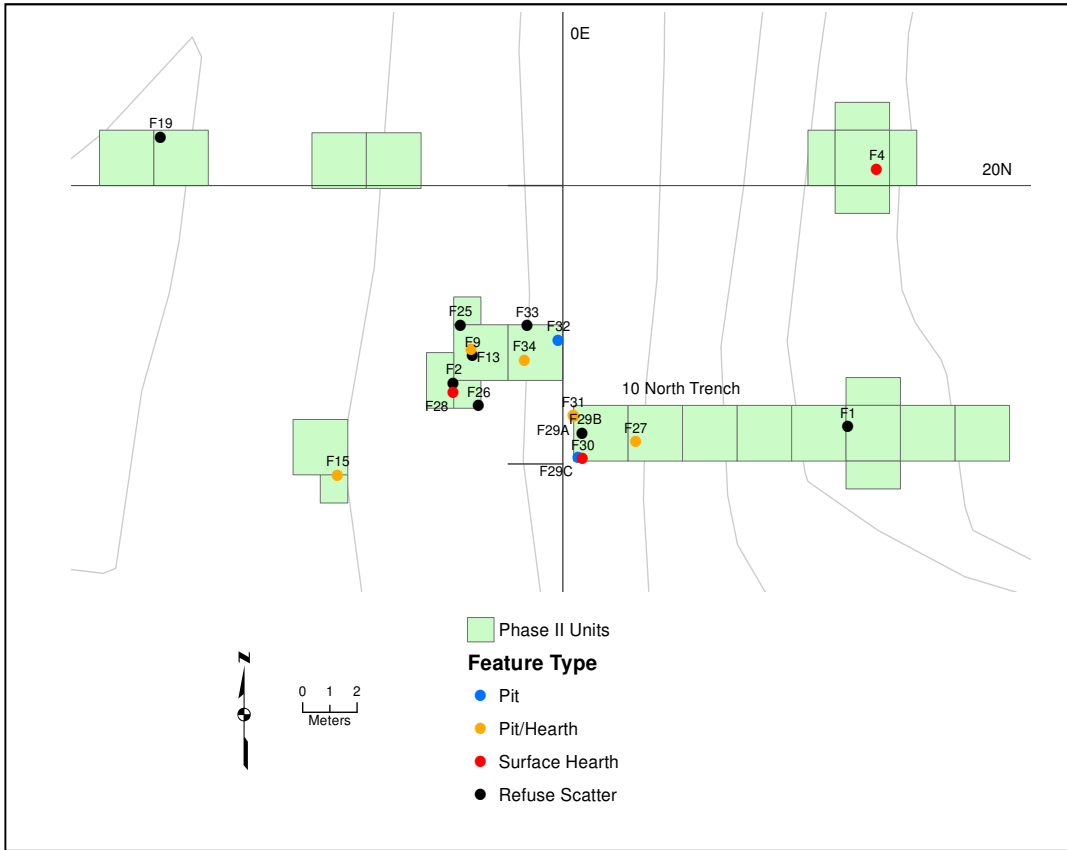 0E
F19
F4
20N
F25
F33
F32
F9
F34
F13
F2
F28
F26
10 North Trench
F31
F29A
F29B
F27
F1
F30
F29C
F15
Phase II Units
Feature Type
Pit
Pit/Hearth
Surface Hearth
Refuse Scatter
N
0 1 2
Meters